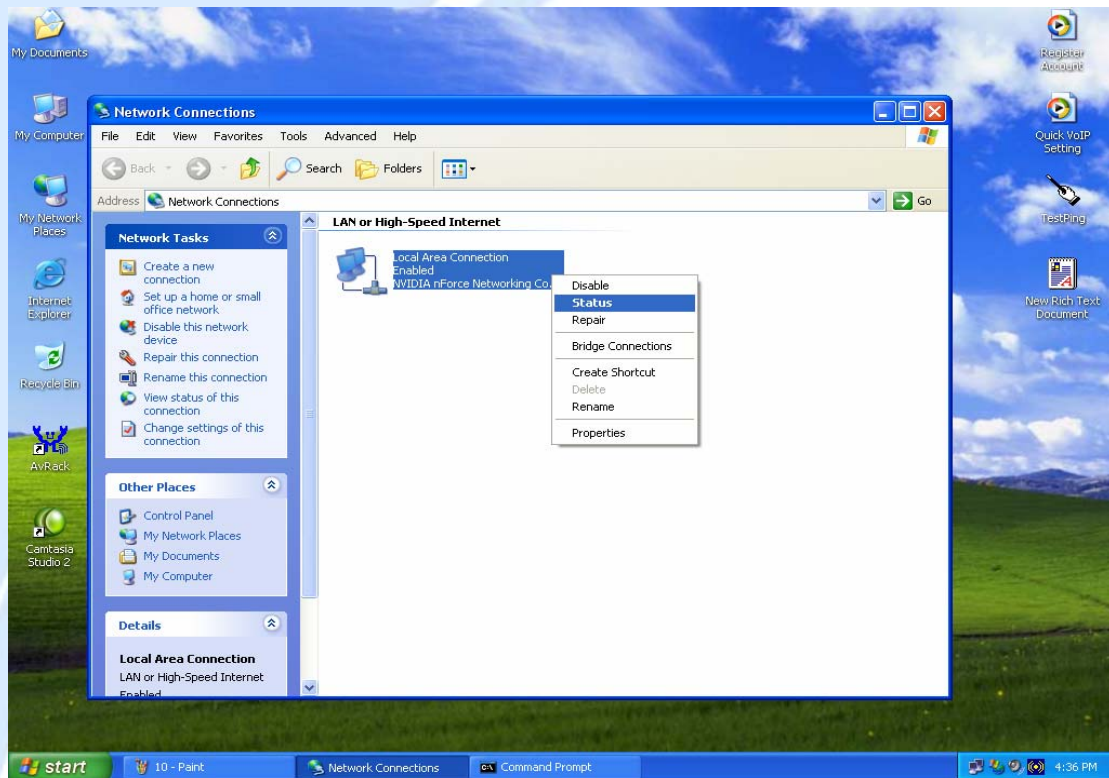 My Documents
My Computer
My Network
Places
Internet
Explorer
Recycle Bin
AvRack
Camtasia
Studio 2
Network Connections
File Edit View Favorites Tools Advanced Help
Back Search Folders
Address Network Connections Go
Network Tasks
Create a new
connection
Set up a home or small
office network
Disable this network
device
Repair this connection
Rename this connection
View status of this
connection
Change settings of this
connection
Other Places
Control Panel
My Network Places
My Documents
My Computer
Details
Local Area Connection
LAN or High-Speed Internet
Enabled
LAN or High-Speed Internet
Local Area Connection
Enabled
NVIDIA nForce Networking Co...
Disable
Status
Repair
Bridge Connections
Create Shortcut
Delete
Rename
Properties
Register
Account
Quick VoIP
Setting
TestPing
New Rich Text
Document
start 10 - Paint Network Connections Command Prompt 4:36 PM